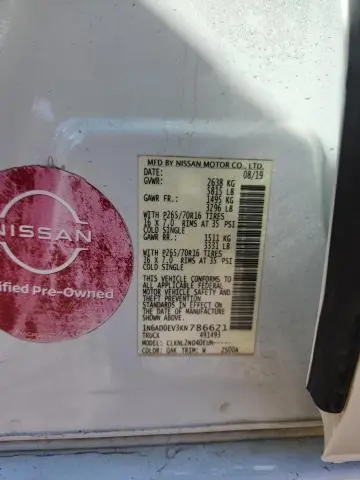 MFD BY NISSAN MOTOR CO., LTD.
DATE: 08/19
GVWR: 2638 KG
5815 LB
GAWR FR.: 1495 KG
3296 LB
WITH P265/70R16 TIRES
16 X 7.0 RIMS AT 35 PSI
COLD SINGLE
GAWR RR.: 1511 KG
3331 LB
WITH P265/70R16 TIRES
16 X 7.0 RIMS AT 35 PSI
COLD SINGLE
THIS VEHICLE CONFORMS
TO ALL APPLICABLE FEDERAL
MOTOR VEHICLE SAFETY AND
THEFT PREVENTION
STANDARDS IN EFFECT ON
THE DATE OF MANUFACTURE
SHOWN ABOVE.
1N6AD0EV3KN786621
TRUCK 491493
MODEL:
COLOR: QAK TRIM: W 2500A
NISSAN
ified Pre-Owned